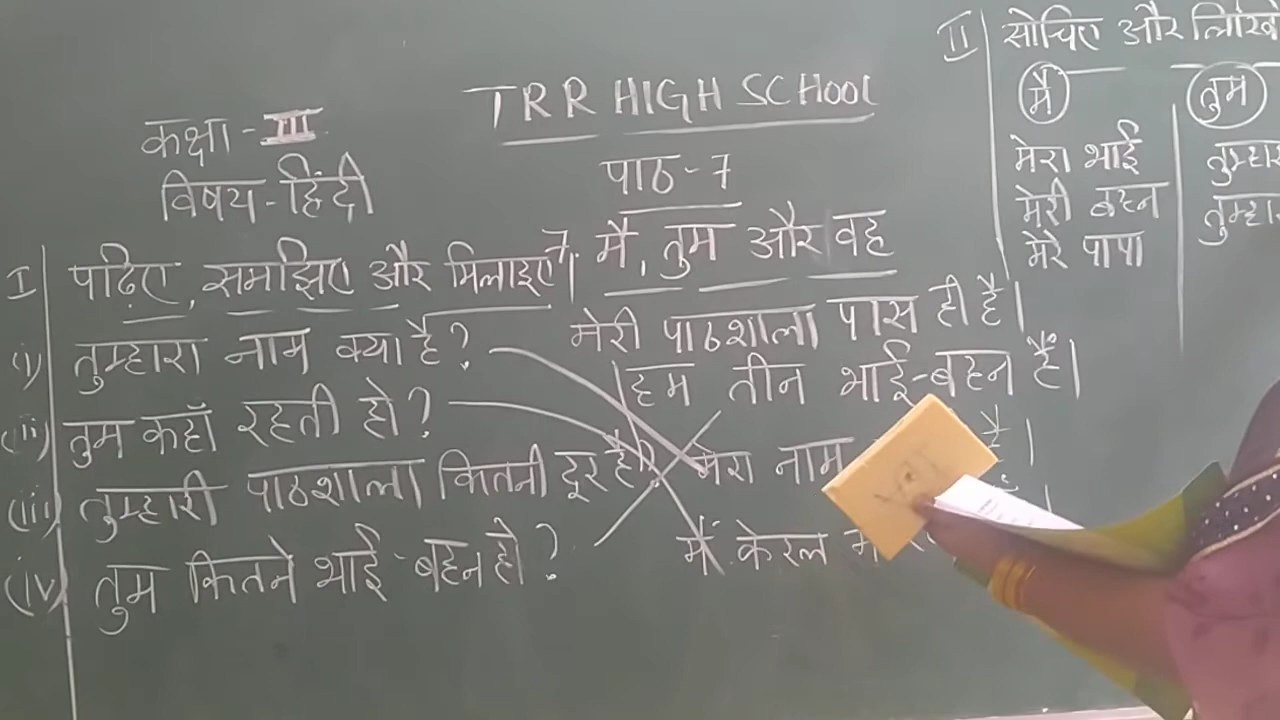 TRR HIGH SCHOOL
कक्षा - III
विषय - हिंदी
पाठ - 7
7. मैं, तुम और वह
I पढ़िए, समझिए और मिलाइए।
(i) तुम्हारा नाम क्या है? मेरी पाठशाला पास ही है।
(ii) तुम कहाँ रहती हो? हम तीन भाई-बहन हैं।
(iii) तुम्हारी पाठशाला कितनी दूर है? मेरा नाम है।
(iv) तुम कितने भाई-बहन हो? मैं केरल
II सोचिए और
मैं तुम
मेरा भाई
मेरी बहन
मेरे पापा